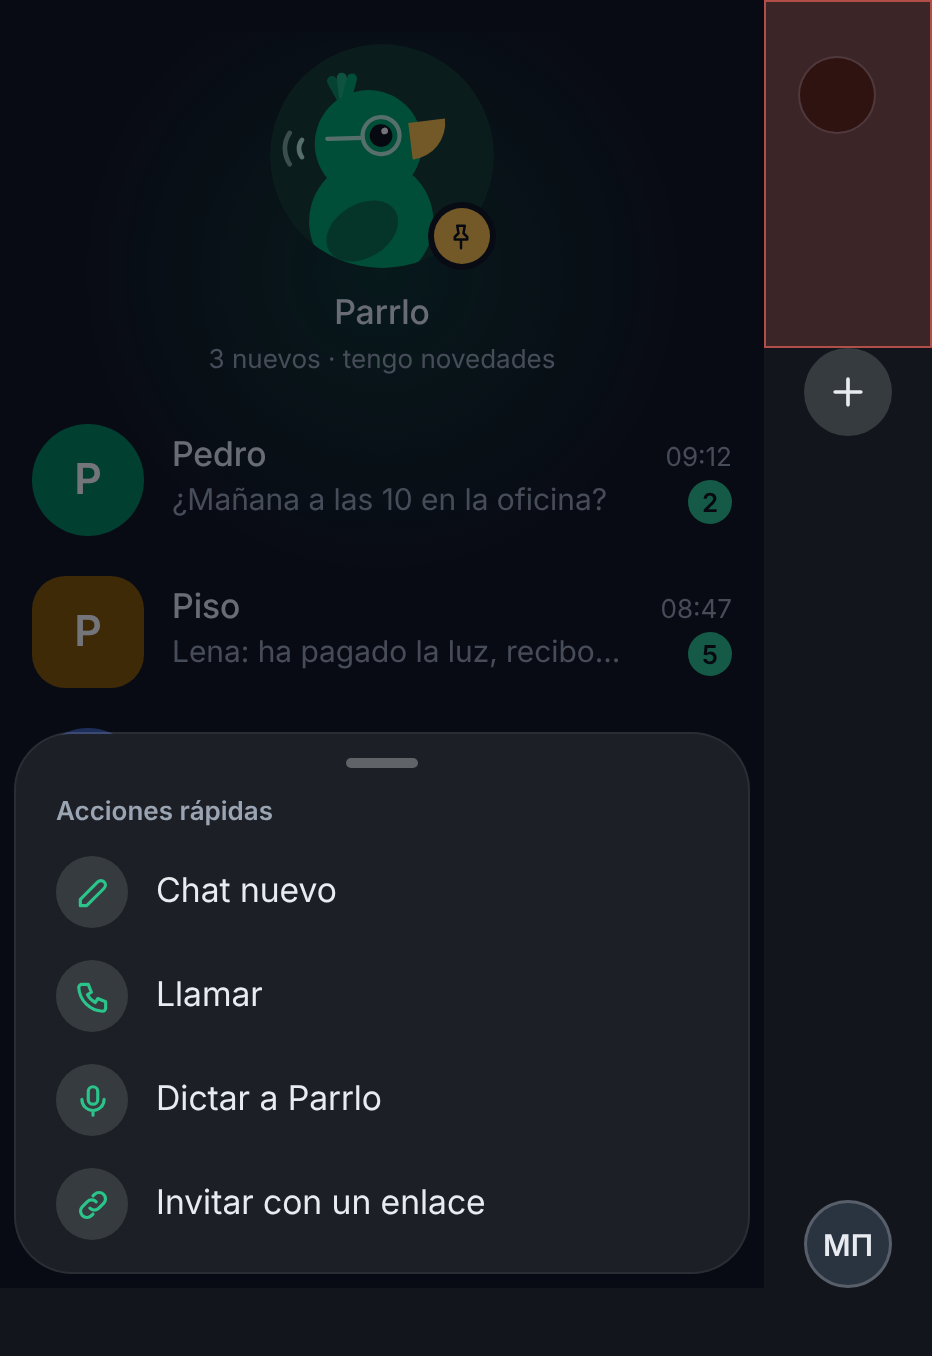 Parrlo
3 nuevos · tengo novedades
P
Pedro
09:12
¿Mañana a las 10 en la oficina?
2
P
Piso
08:47
Lena: ha pagado la luz, recibo...
5
Acciones rápidas
Chat nuevo
Llamar
Dictar a Parrlo
Invitar con un enlace
МП